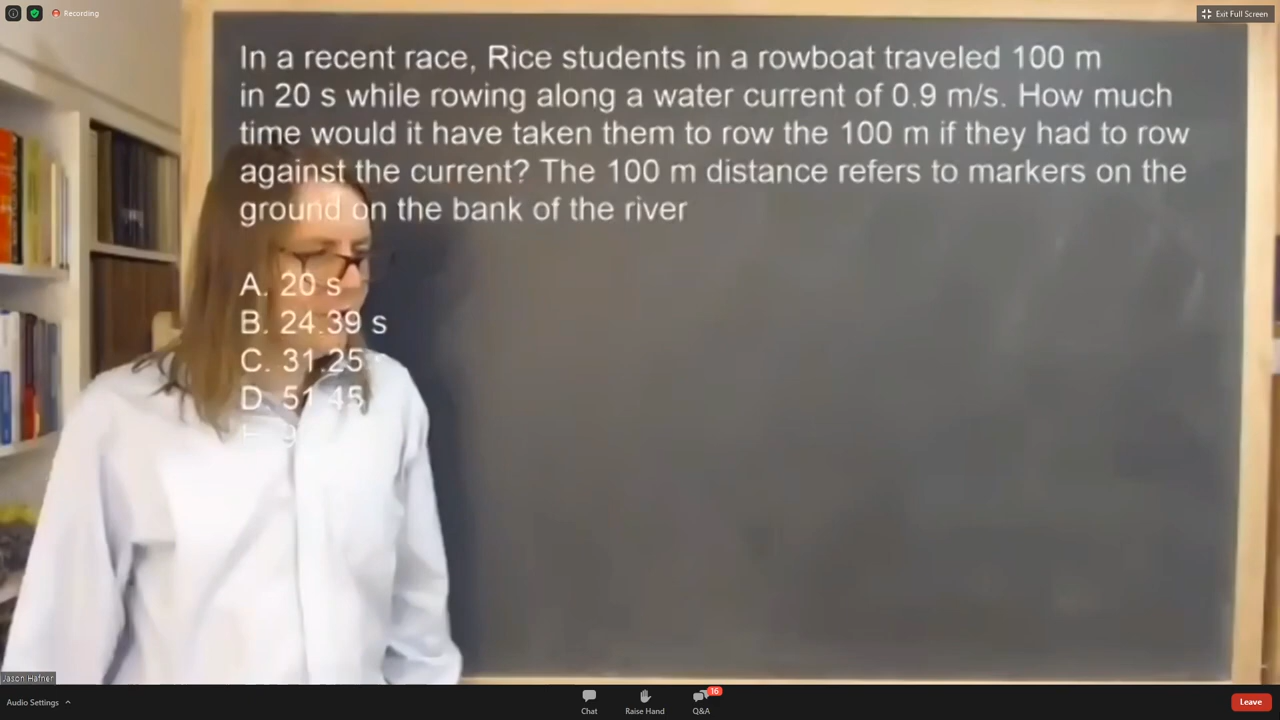 Recording
Exit Full Screen
In a recent race, Rice students in a rowboat traveled 100 m
in 20 s while rowing along a water current of 0.9 m/s. How much
time would it have taken them to row the 100 m if they had to row
against the current? The 100 m distance refers to markers on the
ground on the bank of the river
A. 20 s
B. 24.39 s
C. 31.25
D. 51.45
Jason Hafner
Audio Settings
Chat
Raise Hand
16
Q&A
Leave